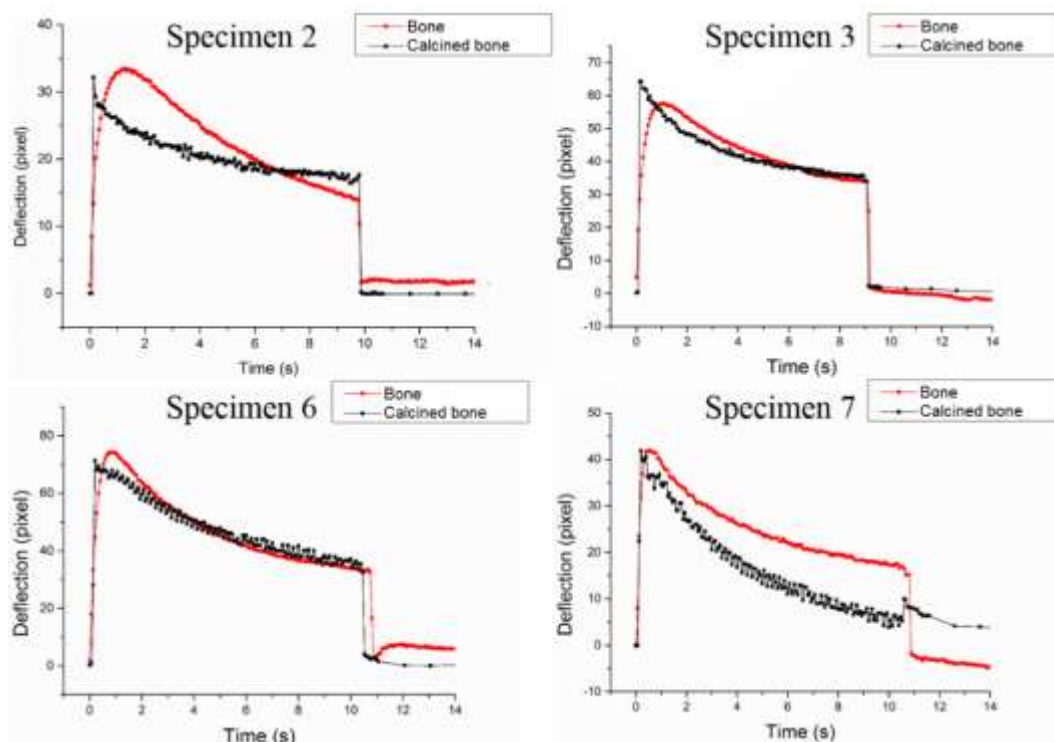 Specimen 2
Bone
Calcined bone
Deflection (pixel)
40
30
20
10
0
0 2 4 6 8 10 12 14
Time (s)
Specimen 3
Bone
Calcined bone
Deflection (pixel)
70
60
50
40
30
20
10
0
-10
0 2 4 6 8 10 12 14
Time (s)
Specimen 6
Bone
Calcined bone
Deflection (pixel)
80
60
40
20
0
0 2 4 6 8 10 12 14
Time (s)
Specimen 7
Bone
Calcined bone
Deflection (pixel)
50
40
30
20
10
0
-10
0 2 4 6 8 10 12 14
Time (s)